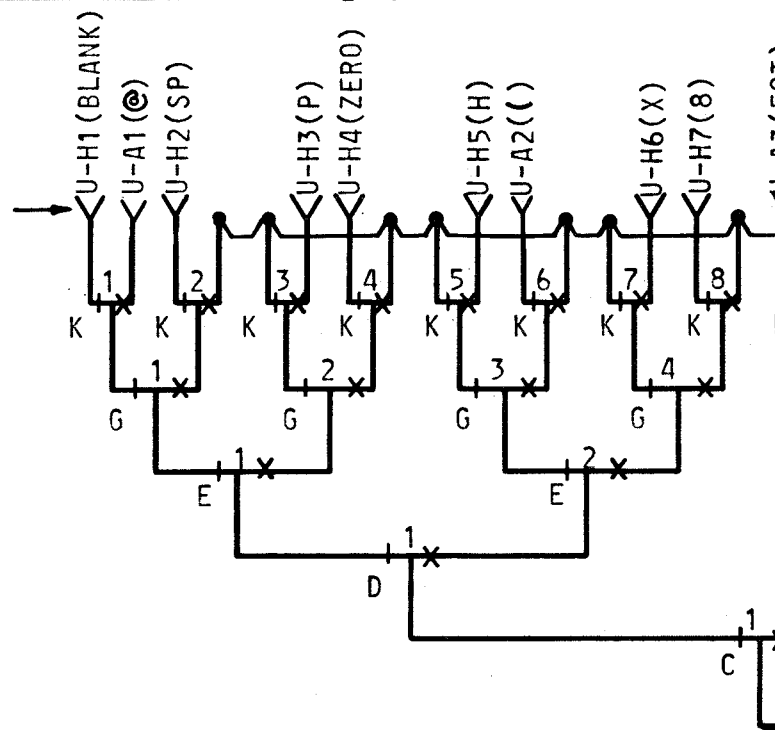 U-H1(BLANK)
U-A1(@)
U-H2(SP)
U-H3(P)
U-H4(ZERO)
U-H5(H)
U-A2(()
U-H6(X)
U-H7(8)
1 2 3 4 5 6 7 8
K K K K K K K K
1 2 3 4
G G G G
1 2
E E
1
D
1
C